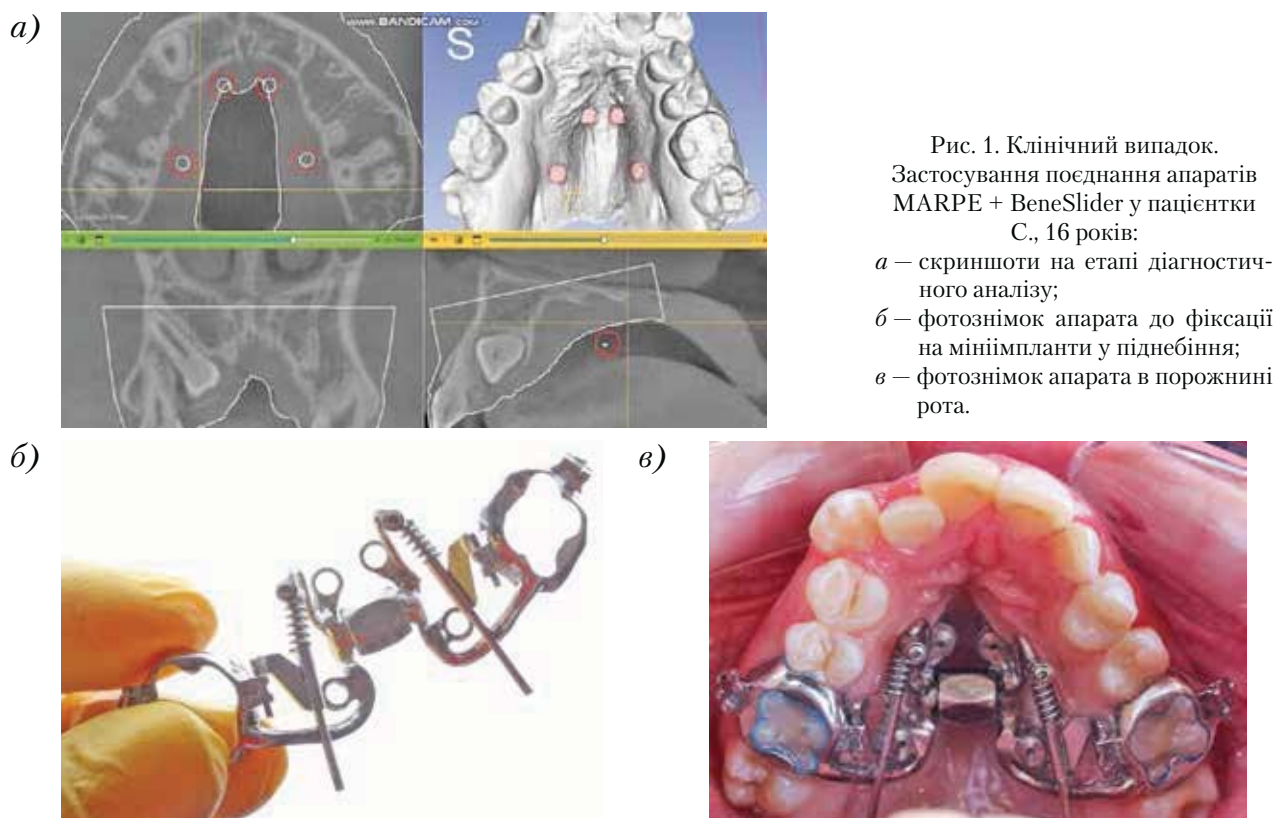 а)
www.BANDICAM.com
S
Рис. 1. Клінічний випадок.
Застосування поєднання апаратів
MARPE + BeneSlider у пацієнтки
С., 16 років:
а — скриншоти на етапі діагностич-
ного аналізу;
б — фотознімок апарата до фіксації
на мініімпланти у піднебіння;
в — фотознімок апарата в порожнині
рота.
б)
в)